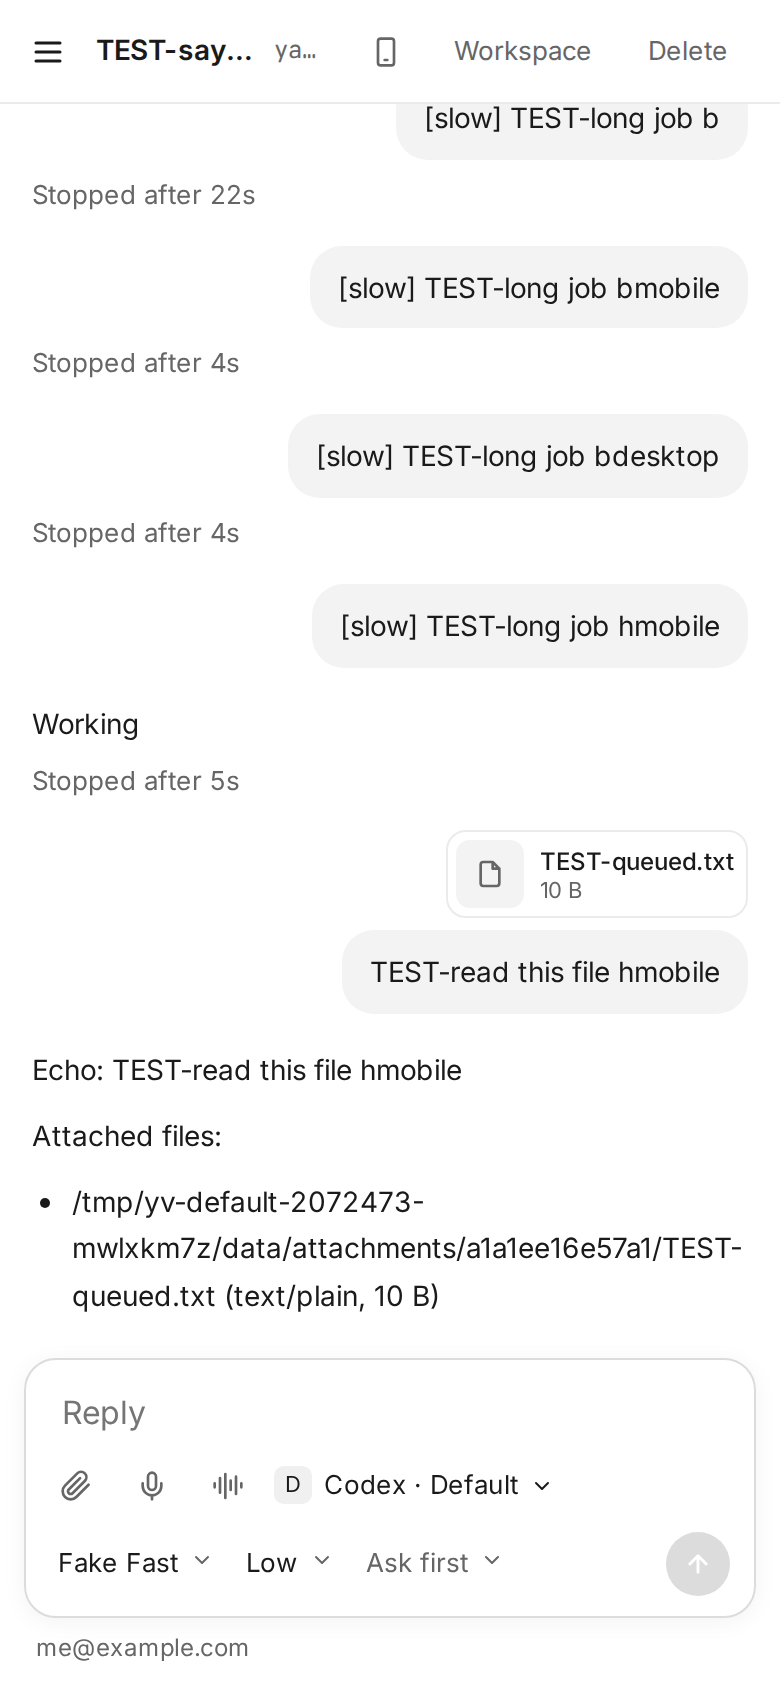 TEST-say... ya... Workspace Delete
[slow] TEST-long job b
Stopped after 22s
[slow] TEST-long job bmobile
Stopped after 4s
[slow] TEST-long job bdesktop
Stopped after 4s
[slow] TEST-long job hmobile
Working
Stopped after 5s
TEST-queued.txt
10 B
TEST-read this file hmobile
Echo: TEST-read this file hmobile
Attached files:
• /tmp/yv-default-2072473-
mwlxkm7z/data/attachments/a1a1ee16e57a1/TEST-
queued.txt (text/plain, 10 B)
Reply
D Codex · Default
Fake Fast Low Ask first
me@example.com